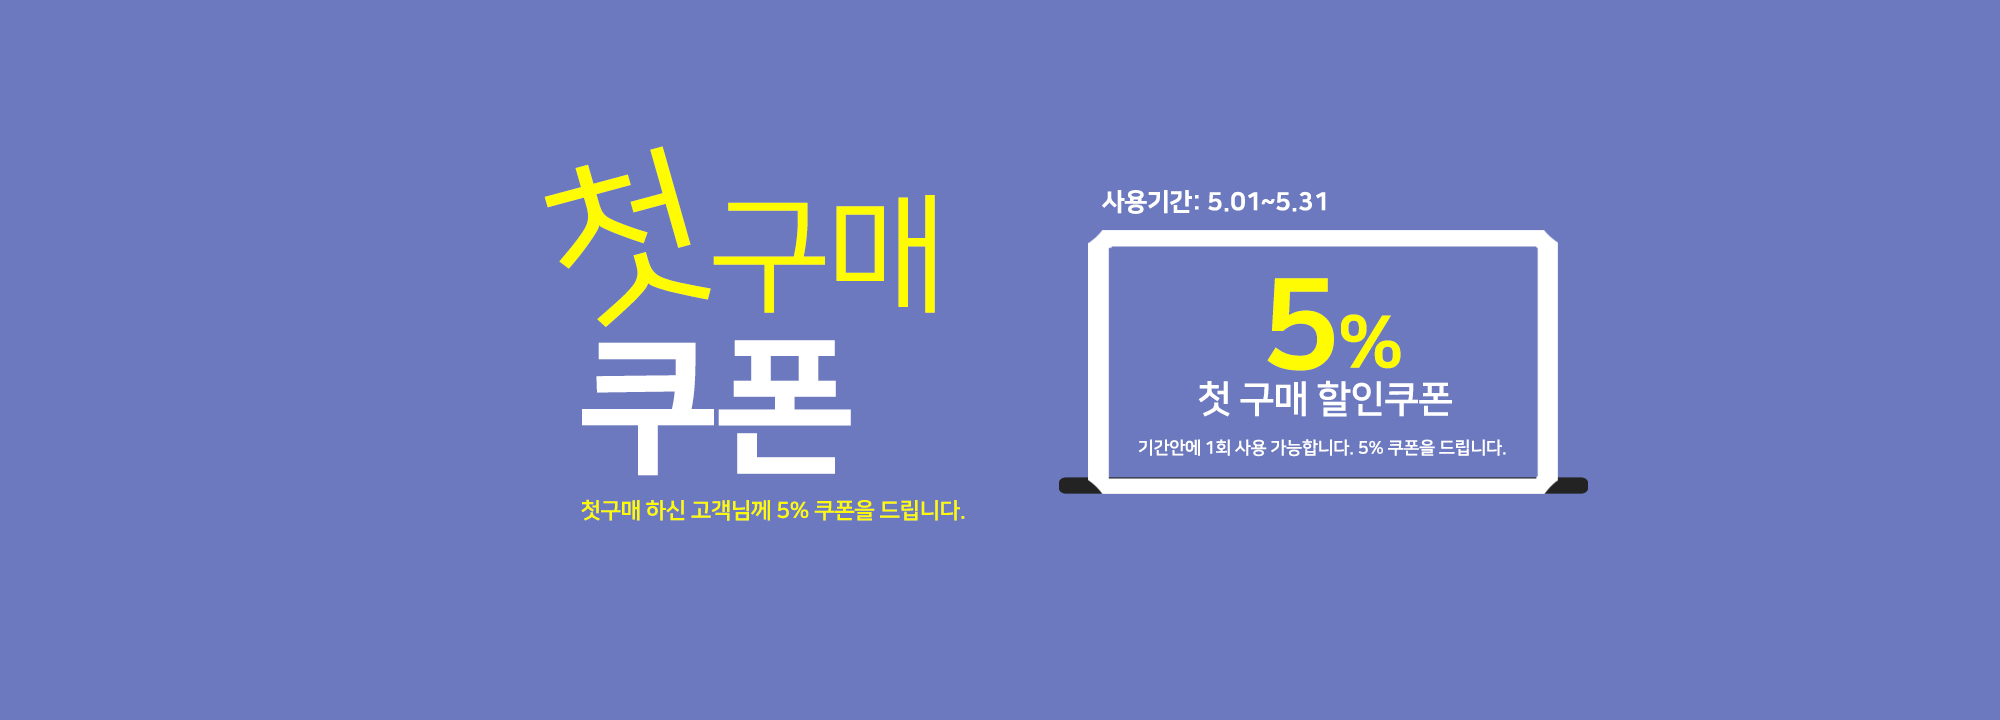 첫구매
쿠폰
첫구매 하신 고객님께 5% 쿠폰을 드립니다.
사용기간: 5.01~5.31
5%
첫 구매 할인쿠폰
기간안에 1회 사용 가능합니다. 5% 쿠폰을 드립니다.